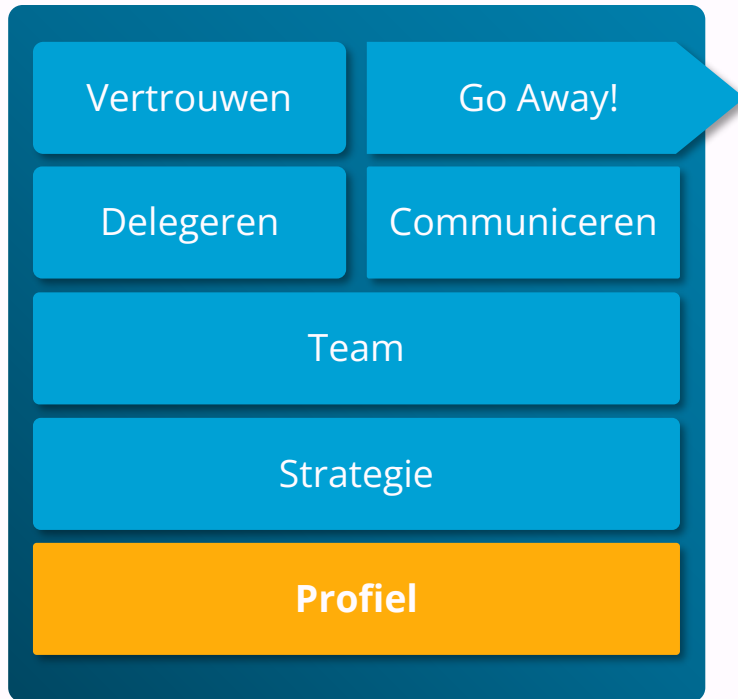 Vertrouwen
Go Away!
Delegeren
Communiceren
Team
Strategie
Profiel